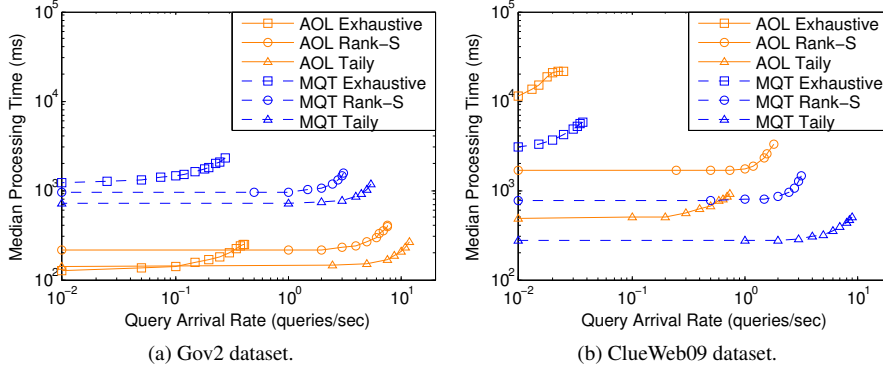 10^5
10^4
10^3
10^2
Median Processing Time (ms)
AOL Exhaustive
AOL Rank−S
AOL Taily
MQT Exhaustive
MQT Rank−S
MQT Taily
10^−2
10^−1
10^0
10^1
Query Arrival Rate (queries/sec)
(a) Gov2 dataset.
10^5
10^4
10^3
10^2
Median Processing Time (ms)
AOL Exhaustive
AOL Rank−S
AOL Taily
MQT Exhaustive
MQT Rank−S
MQT Taily
10^−2
10^−1
10^0
10^1
Query Arrival Rate (queries/sec)
(b) ClueWeb09 dataset.